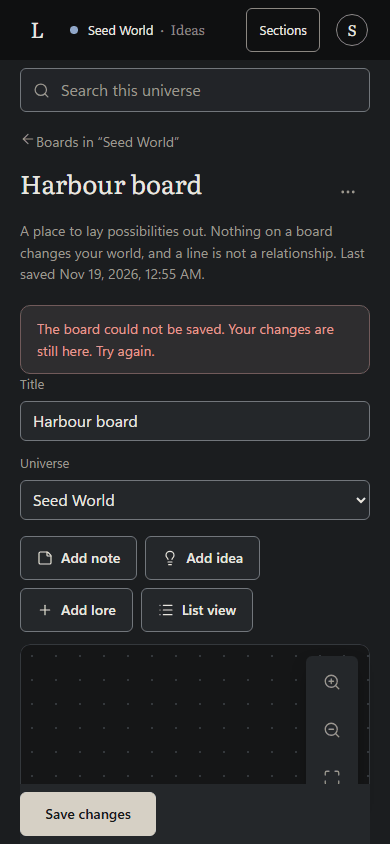 L
Seed World · Ideas
Sections
S
Search this universe
Boards in “Seed World”
Harbour board
A place to lay possibilities out. Nothing on a board
changes your world, and a line is not a relationship. Last
saved Nov 19, 2026, 12:55 AM.
The board could not be saved. Your changes are
still here. Try again.
Title
Harbour board
Universe
Seed World
Add note
Add idea
Add lore
List view
Save changes